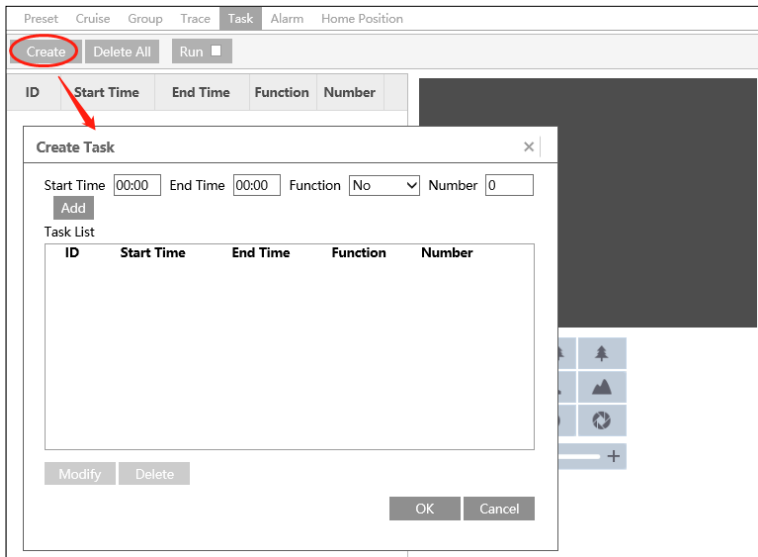 Preset Cruise Group Trace Task Alarm Home Position
Create Delete All Run
ID Start Time End Time Function Number
Create Task
Start Time 00:00 End Time 00:00 Function No Number 0
Add
Task List
ID Start Time End Time Function Number
Modify Delete
OK Cancel